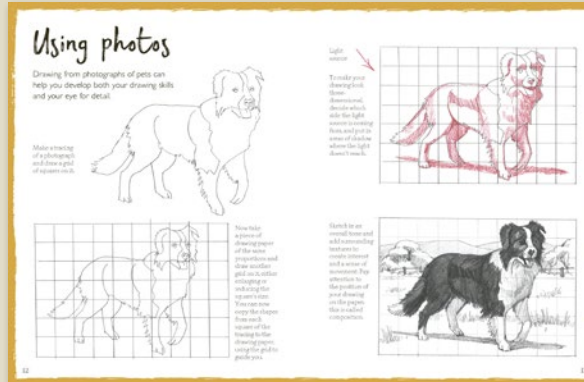 Using photos
Drawing from photographs of pets can
help you develop both your drawing skills
and your eye for detail.
Make a tracing
of a photograph
and draw a grid
of squares on it.
Now take
a piece of
drawing paper
of the same
proportions and
draw another
grid on it, either
enlarging or
reducing the
square size.
You can now
copy the shapes
from each
square of the
tracing to the
drawing paper,
using the grid to
guide you.
Light
source
To make your
drawing look
three-
dimensional,
decide which
side the light
source is coming
from, and put in
areas of shadow
where the light
doesn't reach.
Sketch in an
overall tone and
add surrounding
textures to
create interest
and a sense of
movement. Pay
attention to
the position of
your drawing
on the paper;
this is called
composition.